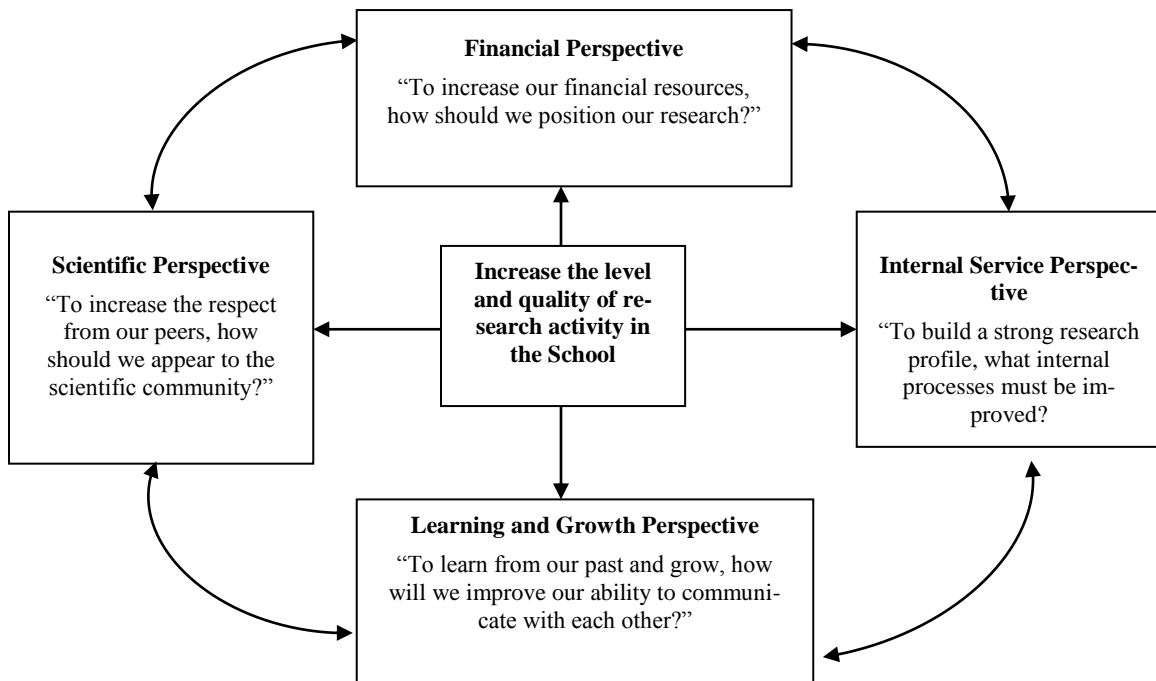 Financial Perspective
“To increase our financial resources,
how should we position our research?”
Scientific Perspective
“To increase the respect
from our peers, how
should we appear to the
scientific community?”
Increase the level
and quality of re-
search activity in
the School
Internal Service Perspec-
tive
“To build a strong research
profile, what internal
processes must be im-
proved?
Learning and Growth Perspective
“To learn from our past and grow, how
will we improve our ability to communi-
cate with each other?”